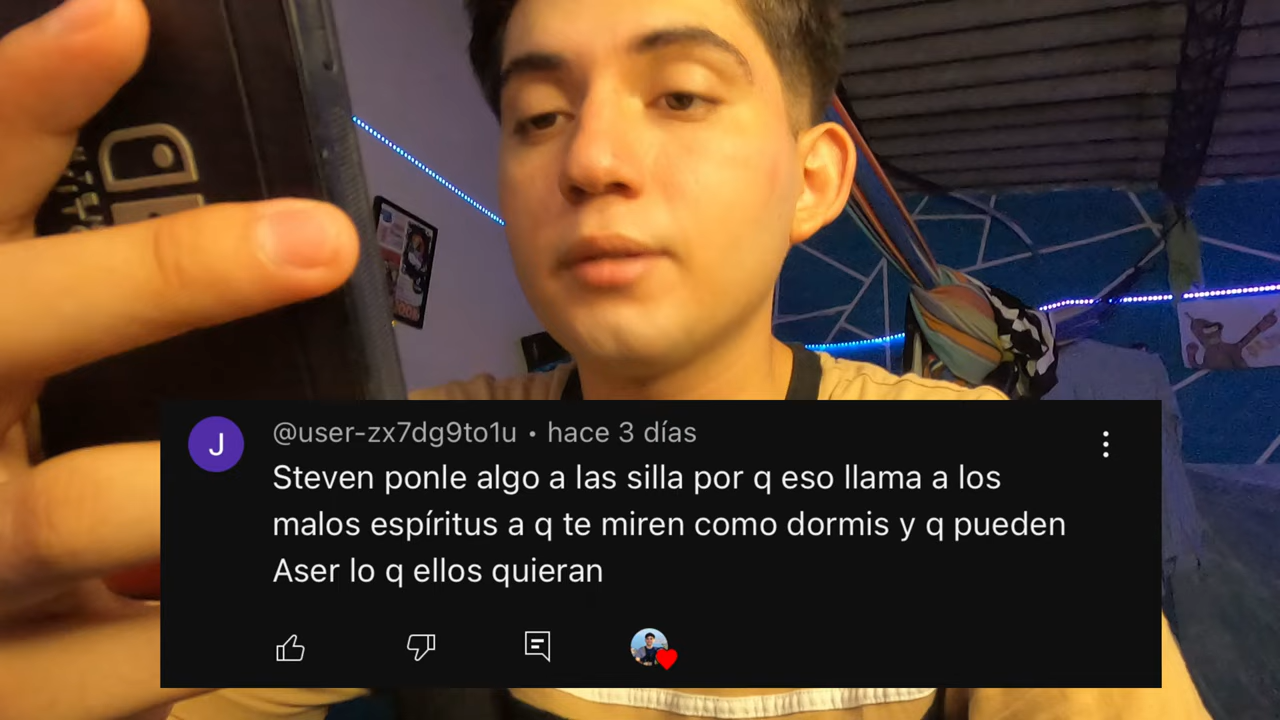 J
@user-zx7dg9to1u • hace 3 días
Steven ponle algo a las silla por q eso llama a los
malos espíritus a q te miren como dormis y q pueden
Aser lo q ellos quieran